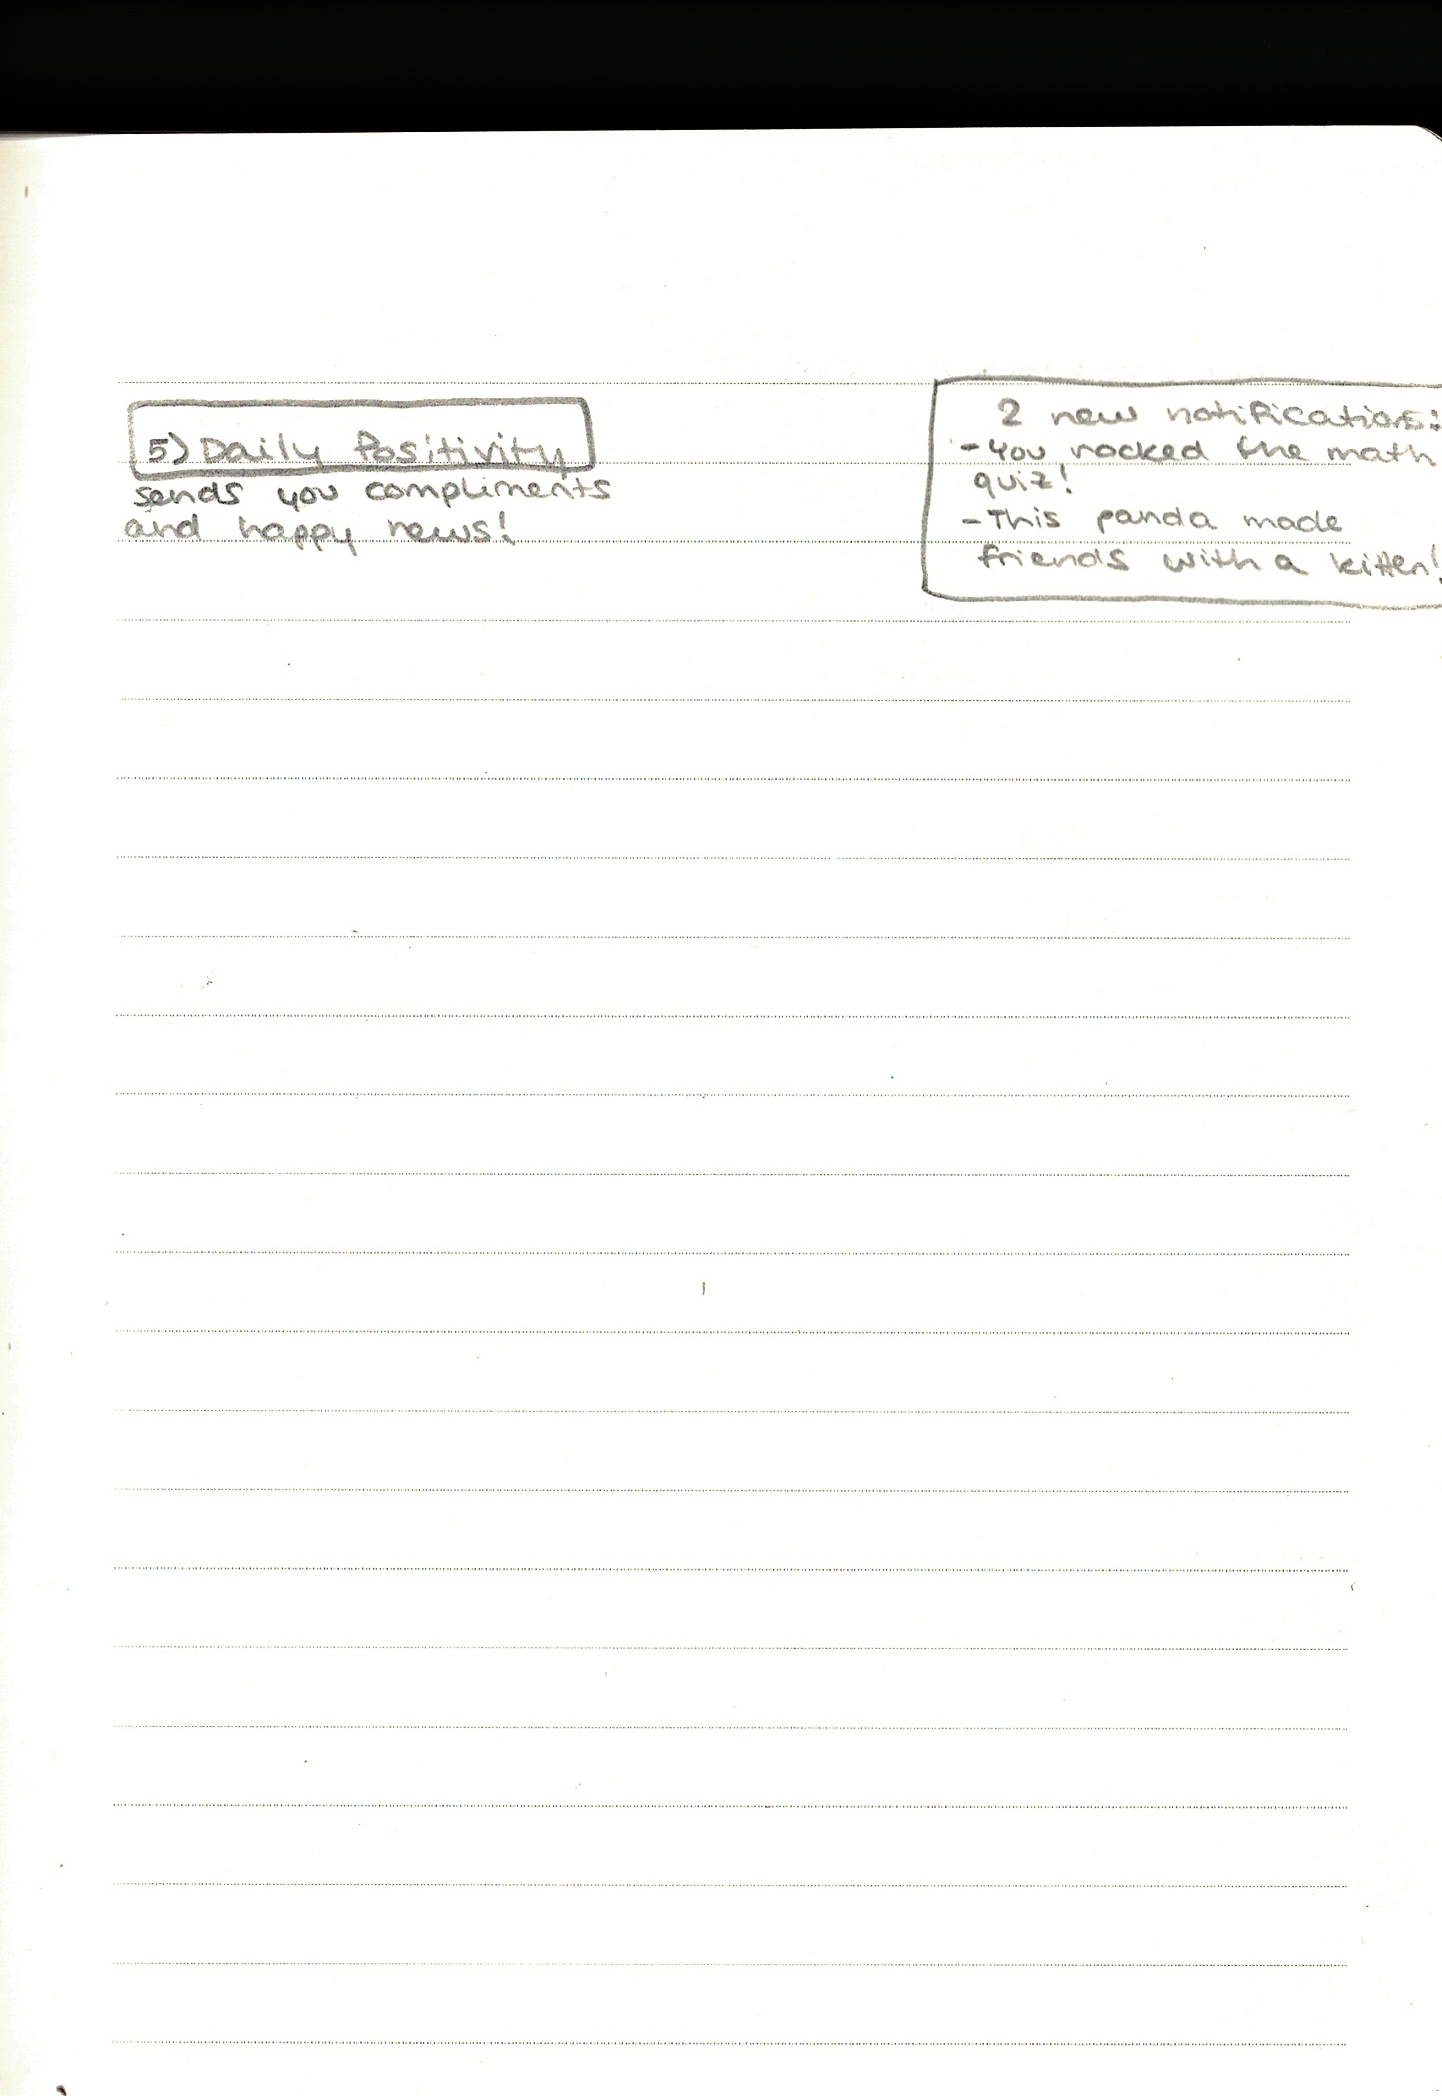 5) Daily Positivity
sends you compliments
and happy news!
2 new notifications:
- You rocked the math
quiz!
- This panda made
friends with a kitten!